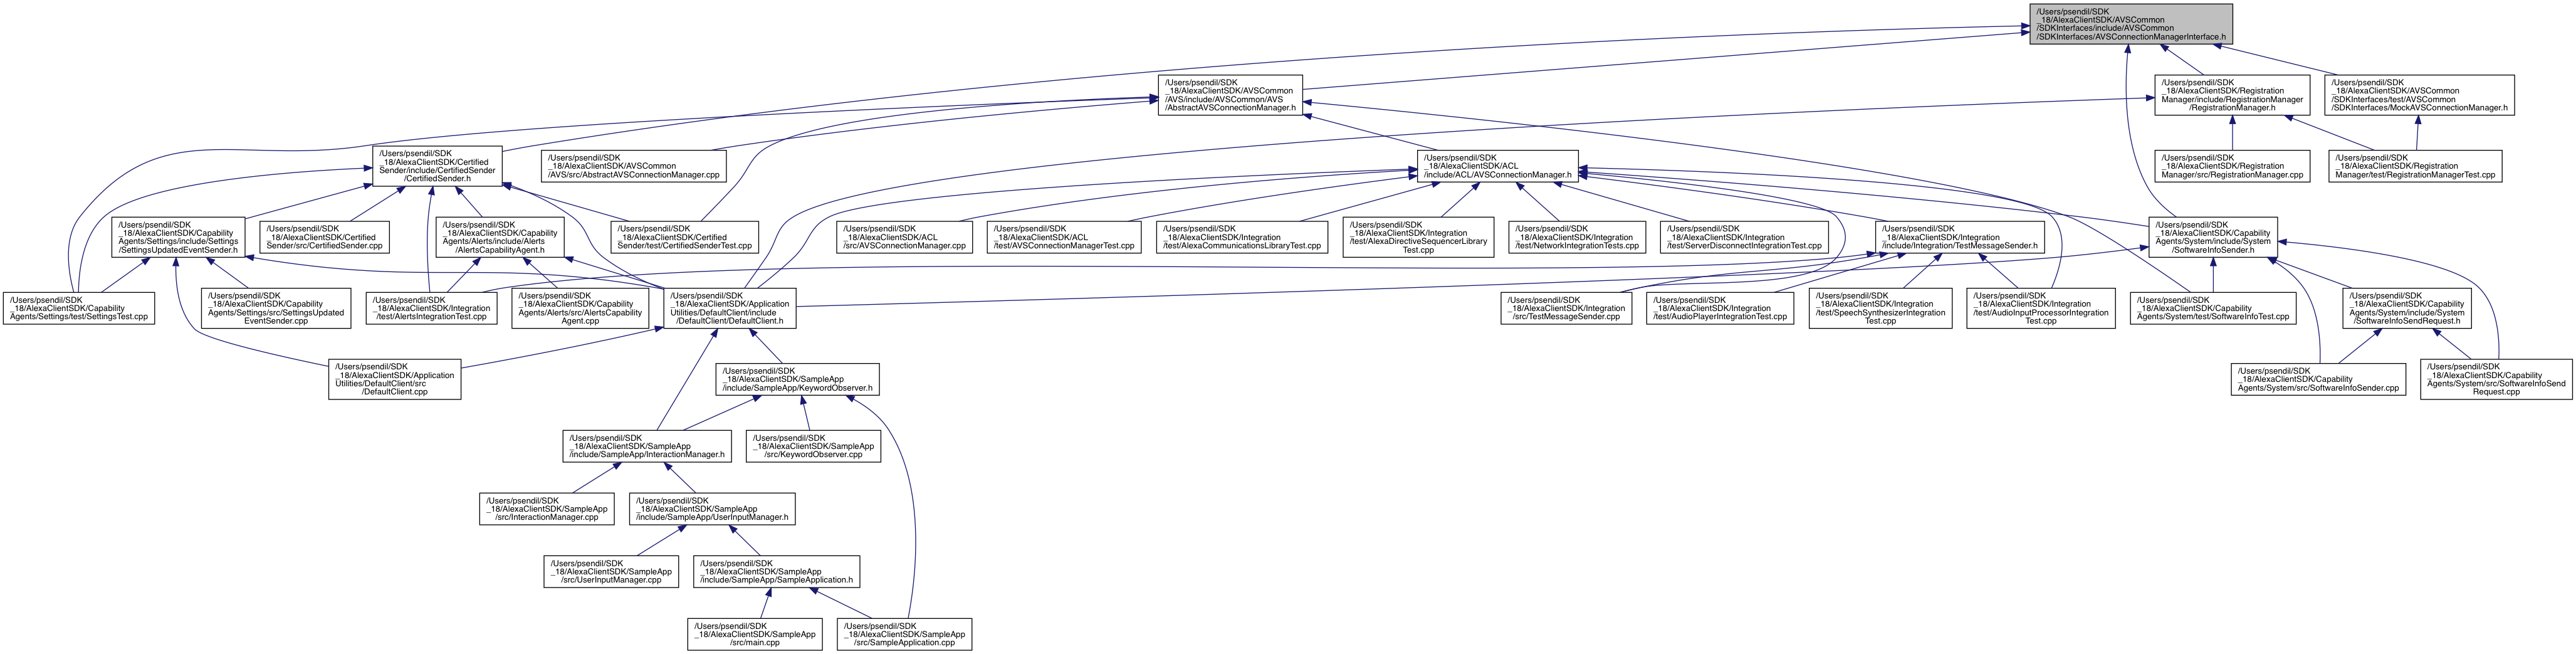 /Users/psendil/SDK
_18/AlexaClientSDK/AVSCommon
/SDKInterfaces/include/AVSCommon
/SDKInterfaces/AVSConnectionManagerInterface.h
/Users/psendil/SDK
_18/AlexaClientSDK/AVSCommon
/AVS/include/AVSCommon/AVS
/AbstractAVSConnectionManager.h
/Users/psendil/SDK
_18/AlexaClientSDK/Registration
Manager/include/RegistrationManager
/RegistrationManager.h
/Users/psendil/SDK
_18/AlexaClientSDK/AVSCommon
/SDKInterfaces/test/AVSCommon
/SDKInterfaces/MockAVSConnectionManager.h
/Users/psendil/SDK
_18/AlexaClientSDK/Certified
Sender/include/CertifiedSender
/CertifiedSender.h
/Users/psendil/SDK
_18/AlexaClientSDK/AVSCommon
/AVS/src/AbstractAVSConnectionManager.cpp
/Users/psendil/SDK
_18/AlexaClientSDK/ACL
/include/ACL/AVSConnectionManager.h
/Users/psendil/SDK
_18/AlexaClientSDK/Registration
Manager/src/RegistrationManager.cpp
/Users/psendil/SDK
_18/AlexaClientSDK/Registration
Manager/test/RegistrationManagerTest.cpp
/Users/psendil/SDK
_18/AlexaClientSDK/Capability
Agents/Settings/include/Settings
/SettingsUpdatedEventSender.h
/Users/psendil/SDK
_18/AlexaClientSDK/Certified
Sender/src/CertifiedSender.cpp
/Users/psendil/SDK
_18/AlexaClientSDK/Capability
Agents/Alerts/include/Alerts
/AlertsCapabilityAgent.h
/Users/psendil/SDK
_18/AlexaClientSDK/Certified
Sender/test/CertifiedSenderTest.cpp
/Users/psendil/SDK
_18/AlexaClientSDK/ACL
/src/AVSConnectionManager.cpp
/Users/psendil/SDK
_18/AlexaClientSDK/ACL
/test/AVSConnectionManagerTest.cpp
/Users/psendil/SDK
_18/AlexaClientSDK/Integration
/test/AlexaCommunicationsLibraryTest.cpp
/Users/psendil/SDK
_18/AlexaClientSDK/Integration
/test/AlexaDirectiveSequencerLibrary
Test.cpp
/Users/psendil/SDK
_18/AlexaClientSDK/Integration
/test/NetworkIntegrationTests.cpp
/Users/psendil/SDK
_18/AlexaClientSDK/Integration
/test/ServerDisconnectIntegrationTest.cpp
/Users/psendil/SDK
_18/AlexaClientSDK/Integration
/include/Integration/TestMessageSender.h
/Users/psendil/SDK
_18/AlexaClientSDK/Capability
Agents/System/include/System
/SoftwareInfoSender.h
/Users/psendil/SDK
_18/AlexaClientSDK/Capability
Agents/Settings/test/SettingsTest.cpp
/Users/psendil/SDK
_18/AlexaClientSDK/Capability
Agents/Settings/src/SettingsUpdated
EventSender.cpp
/Users/psendil/SDK
_18/AlexaClientSDK/Integration
/test/AlertsIntegrationTest.cpp
/Users/psendil/SDK
_18/AlexaClientSDK/Capability
Agents/Alerts/src/AlertsCapability
Agent.cpp
/Users/psendil/SDK
_18/AlexaClientSDK/Application
Utilities/DefaultClient/include
/DefaultClient/DefaultClient.h
/Users/psendil/SDK
_18/AlexaClientSDK/Integration
/src/TestMessageSender.cpp
/Users/psendil/SDK
_18/AlexaClientSDK/Integration
/test/AudioPlayerIntegrationTest.cpp
/Users/psendil/SDK
_18/AlexaClientSDK/Integration
/test/SpeechSynthesizerIntegration
Test.cpp
/Users/psendil/SDK
_18/AlexaClientSDK/Integration
/test/AudioInputProcessorIntegration
Test.cpp
/Users/psendil/SDK
_18/AlexaClientSDK/Capability
Agents/System/test/SoftwareInfoTest.cpp
/Users/psendil/SDK
_18/AlexaClientSDK/Capability
Agents/System/include/System
/SoftwareInfoSendRequest.h
/Users/psendil/SDK
_18/AlexaClientSDK/Application
Utilities/DefaultClient/src
/DefaultClient.cpp
/Users/psendil/SDK
_18/AlexaClientSDK/SampleApp
/include/SampleApp/KeywordObserver.h
/Users/psendil/SDK
_18/AlexaClientSDK/Capability
Agents/System/src/SoftwareInfoSender.cpp
/Users/psendil/SDK
_18/AlexaClientSDK/Capability
Agents/System/src/SoftwareInfoSend
Request.cpp
/Users/psendil/SDK
_18/AlexaClientSDK/SampleApp
/include/SampleApp/InteractionManager.h
/Users/psendil/SDK
_18/AlexaClientSDK/SampleApp
/src/KeywordObserver.cpp
/Users/psendil/SDK
_18/AlexaClientSDK/SampleApp
/src/InteractionManager.cpp
/Users/psendil/SDK
_18/AlexaClientSDK/SampleApp
/include/SampleApp/UserInputManager.h
/Users/psendil/SDK
_18/AlexaClientSDK/SampleApp
/src/UserInputManager.cpp
/Users/psendil/SDK
_18/AlexaClientSDK/SampleApp
/include/SampleApp/SampleApplication.h
/Users/psendil/SDK
_18/AlexaClientSDK/SampleApp
/src/main.cpp
/Users/psendil/SDK
_18/AlexaClientSDK/SampleApp
/src/SampleApplication.cpp